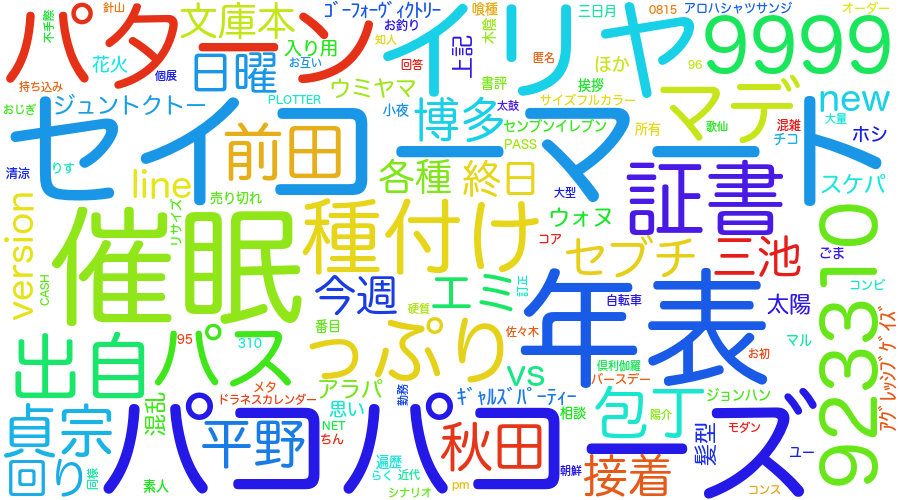 針山
不手際
パターン
文庫本
ｺﾞｰﾌｫｰｳﾞｨｸﾄﾘｰ
お釣り
知人
喰種
木陰
イリヤ
三日月
0815
アロハシャツサンジ
オーダー
9999
花火
日曜
入り用
お互い
回答
上記
匿名
ほか
96
個展
持ち込み
おじぎ
ジュントクトー
PLOTTER
ウミヤマ
書評
挨拶
サイズフルカラー
マデ
new
大量
セイコーマート
前田
小夜
博多
太鼓
センブンイレブン
PASS
所有
歌仙
混雑
チコ
ホシ
清涼
りす
line
売り切れ
各種
終日
大型
証書
スケパ
version
CASH
リサイズ
催眠
種付け
ウォヌ
コア
セブチ
三池
ごま
923310
今週
エミ
訂正
年表
自転車
太陽
コンビ
硬質
番目
出自
パス
95
310
っぷり
佐々木
vs
倶利伽羅
バースデー
お初
マル
ｱｸﾞﾚｯｼﾌﾞｹﾞｲｽﾞ
メタ
ドラネスカレンダー
アラパ
勤務
ｷﾞｬﾙｽﾞﾊﾟｰﾃｨｰ
ジョンハン
貞宗
混乱
パコパコーズ
思い
NET
ちん
平野
秋田
相談
包丁
陽介
髪型
モダン
ユー
回り
同機
素人
遍歴
らく
近代
シナリオ
pm
朝鮮
接着
コンス